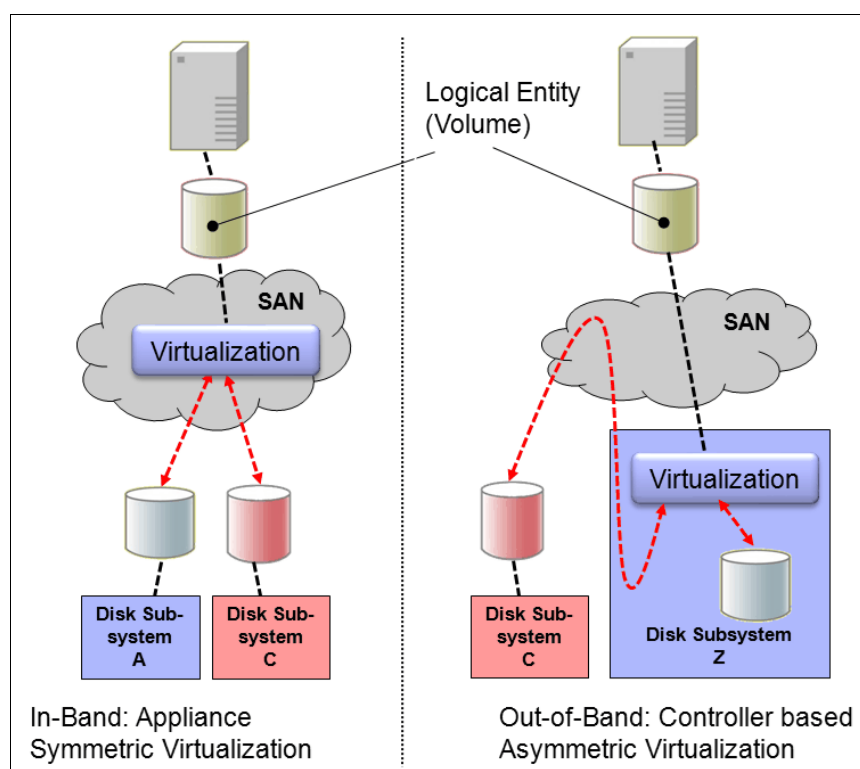 Logical Entity
(Volume)
SAN
Virtualization
SAN
Virtualization
Disk Sub-
system
A
Disk Sub-
system
C
Disk Sub-
system
C
Disk Subsystem
Z
In-Band: Appliance
Symmetric Virtualization
Out-of-Band: Controller based
Asymmetric Virtualization